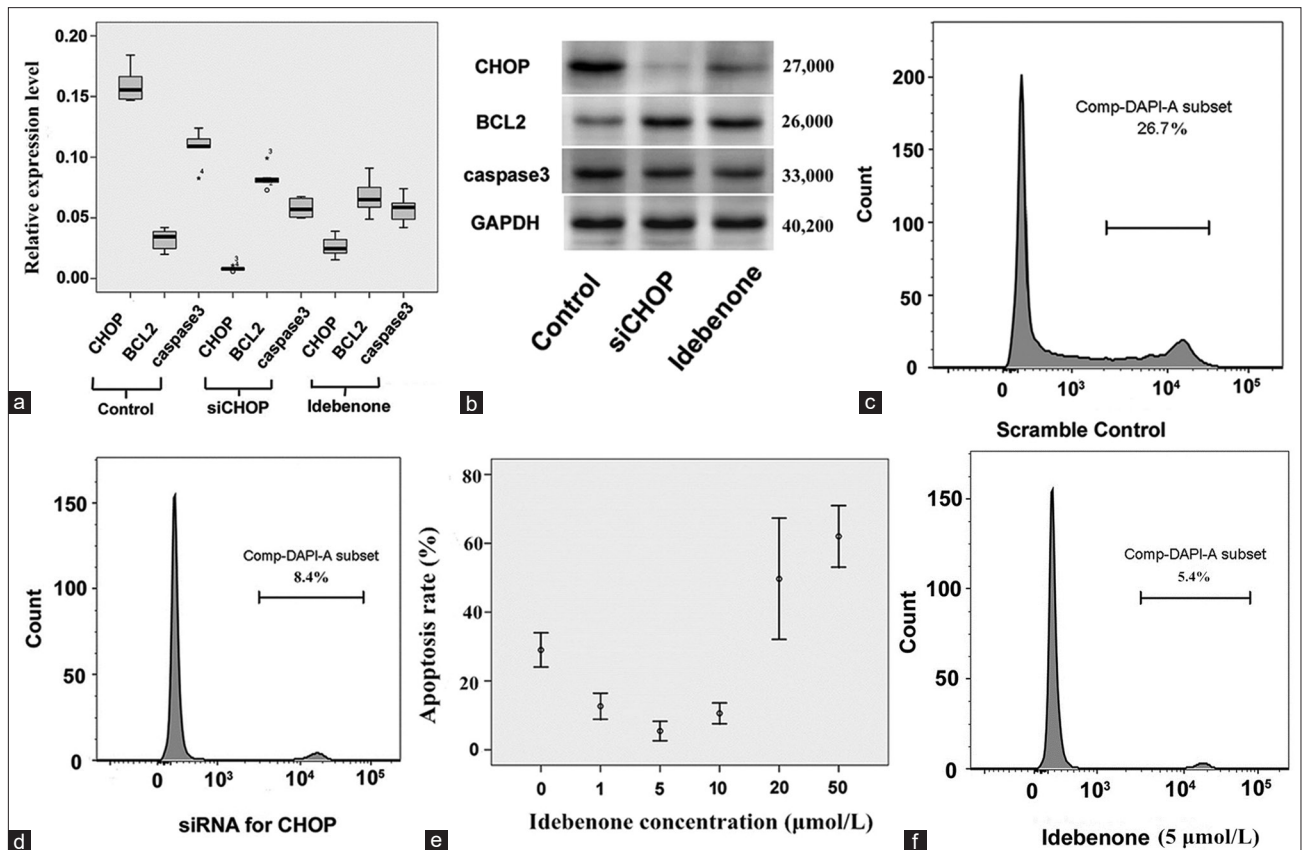 0.20
0.15
0.10
0.05
0.00
Relative expression level
4
3
CHOP
BCL2
caspase3
CHOP
BCL2
caspase3
CHOP
BCL2
caspase3
Control
siCHOP
Idebenone
a
CHOP
27,000
BCL2
26,000
caspase3
33,000
GAPDH
40,200
Control
siCHOP
Idebenone
b
200
150
100
50
0
Count
Comp-DAPI-A subset
26.7%
0 10³ 10⁴ 10⁵
Scramble Control
c
150
100
50
0
Count
Comp-DAPI-A subset
8.4%
0 10³ 10⁴ 10⁵
siRNA for CHOP
d
80
60
40
20
0
Apoptosis rate (%)
0 1 5 10 20 50
Idebenone concentration (μmol/L)
e
150
100
50
0
Count
Comp-DAPI-A subset
5.4%
0 10³ 10⁴ 10⁵
Idebenone (5 μmol/L)
f